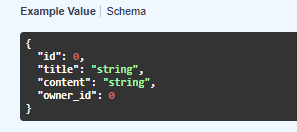 Example Value | Schema
{
  "id": 0,
  "title": "string",
  "content": "string",
  "owner_id": 0
}